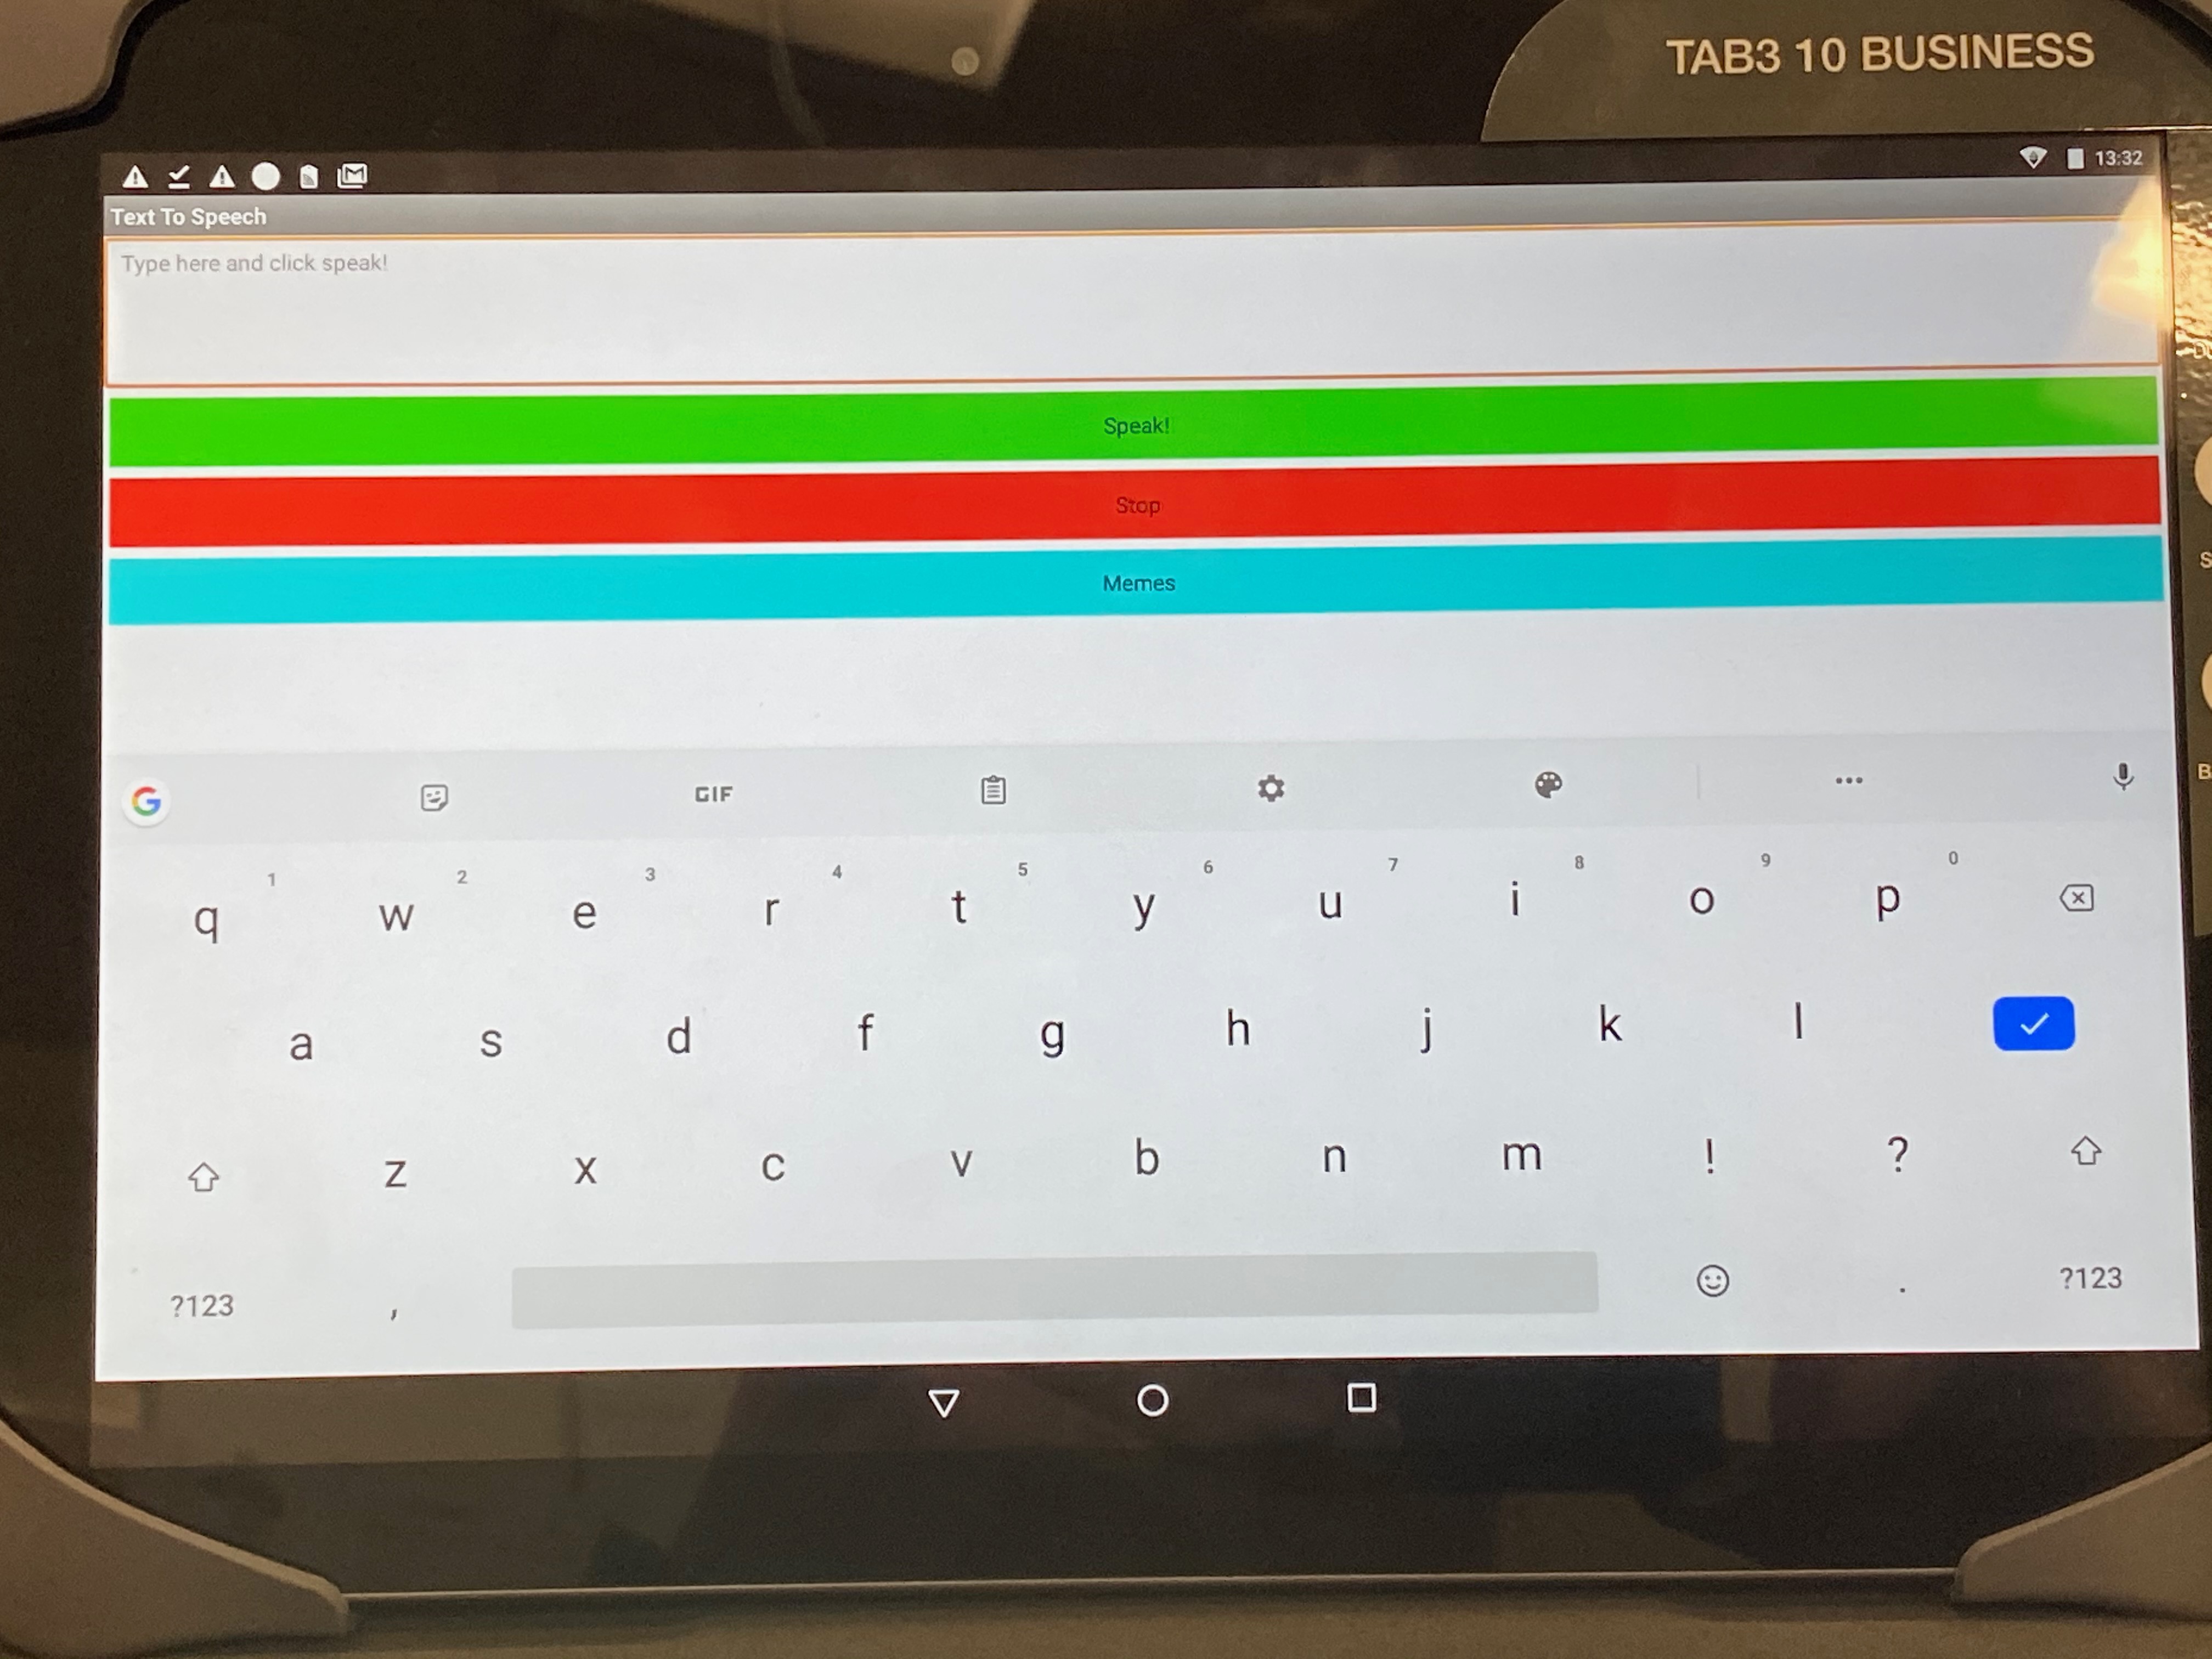 TAB3 10 BUSINESS
13:32
Text To Speech
Type here and click speak!
Speak!
Stop
Memes
GIF
1 2 3 4 5 6 7 8 9 0
q w e r t y u i o p
a s d f g h j k l
z x c v b n m ! ?
?123 , . ?123